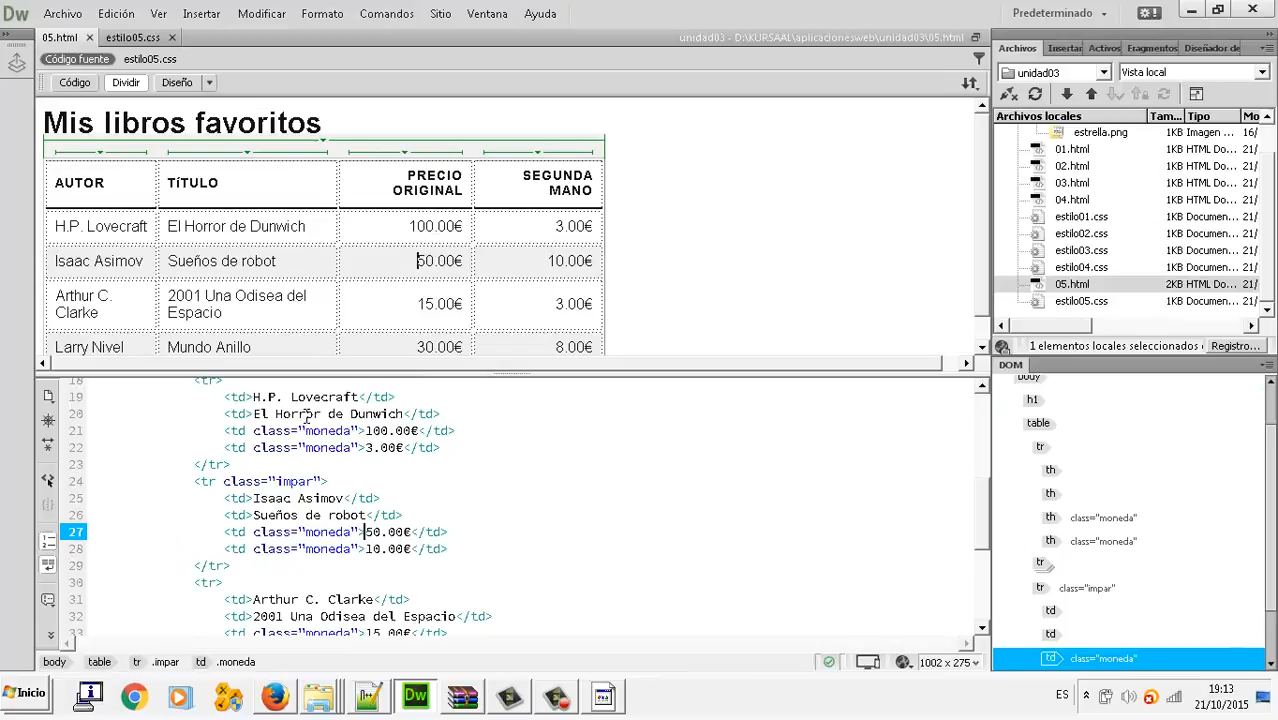 Dw Archivo Edición Ver Insertar Modificar Formato Comandos Sitio Ventana Ayuda Predeterminado
05.html estilo05.css unidad03 - D:\KURSAAL\aplicacionesweb\unidad03\05.html
Código fuente estilo05.css
Código Dividir Diseño
Mis libros favoritos
AUTOR TíTULO PRECIO ORIGINAL SEGUNDA MANO
H.P. Lovecraft El Horror de Dunwich 100.00€ 3.00€
Isaac Asimov Sueños de robot 50.00€ 10.00€
Arthur C. Clarke 2001 Una Odisea del Espacio 15.00€ 3.00€
Larry Nivel Mundo Anillo 30.00€ 8.00€
18 <tr>
19 <td>H.P. Lovecraft</td>
20 <td>El Horror de Dunwich</td>
21 <td class="moneda">100.00€</td>
22 <td class="moneda">3.00€</td>
23 </tr>
24 <tr class="impar">
25 <td>Isaac Asimov</td>
26 <td>Sueños de robot</td>
27 <td class="moneda">50.00€</td>
28 <td class="moneda">10.00€</td>
29 </tr>
30 <tr>
31 <td>Arthur C. Clarke</td>
32 <td>2001 Una Odisea del Espacio</td>
33 <td class="moneda">15.00€</td>
body table tr .impar td .moneda 1002 x 275
Archivos Insertar Activos Fragmentos Diseñador de
unidad03 Vista local
Archivos locales Tam... Tipo Mo
estrella.png 1KB Imagen ... 16/
01.html 1KB HTML Do... 21/
02.html 1KB HTML Do... 21/
03.html 1KB HTML Do... 21/
04.html 1KB HTML Do... 21/
estilo01.css 1KB Documen... 21/
estilo02.css 1KB Documen... 21/
estilo03.css 1KB Documen... 21/
estilo04.css 1KB Documen... 21/
05.html 2KB HTML Do... 21/
estilo05.css 1KB Documen... 21/
1 elementos locales seleccionados Registro...
DOM
body
h1
table
tr
th
th
th class="moneda"
th class="moneda"
tr
tr class="impar"
td
td
td class="moneda"
Inicio Dw ES 19:13
21/10/2015